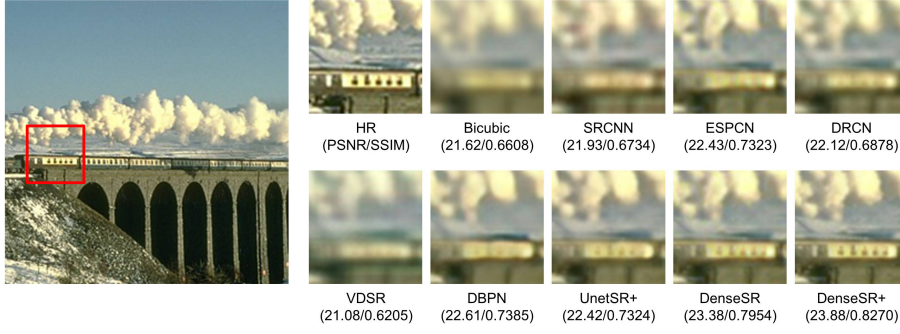 HR Bicubic SRCNN ESPCN DRCN
(PSNR/SSIM) (21.62/0.6608) (21.93/0.6734) (22.43/0.7323) (22.12/0.6878)
VDSR DBPN UnetSR+ DenseSR DenseSR+
(21.08/0.6205) (22.61/0.7385) (22.42/0.7324) (23.38/0.7954) (23.88/0.8270)